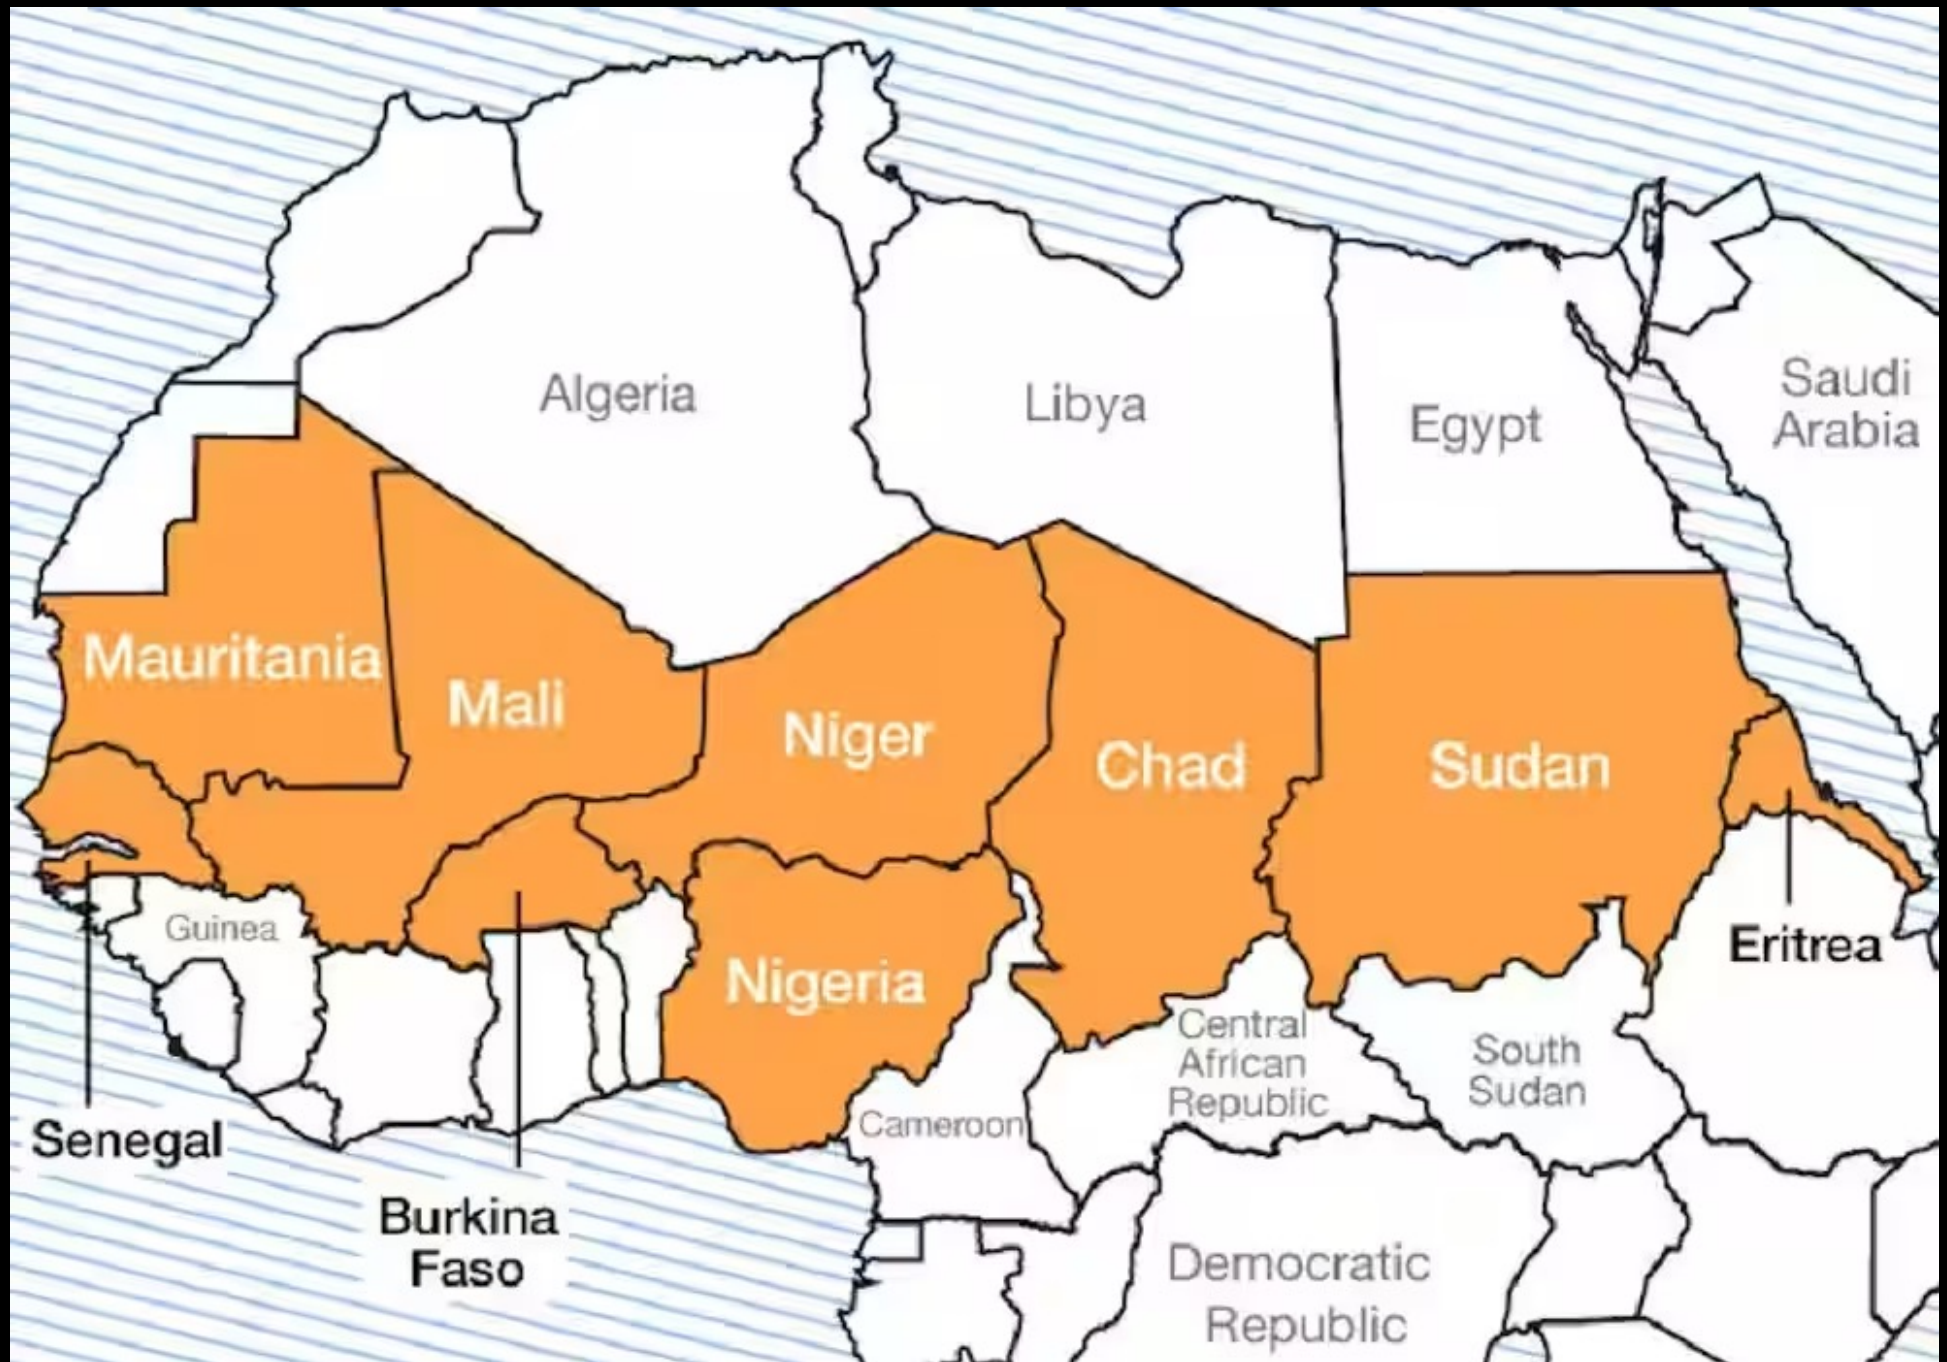 Algeria
Libya
Egypt
Saudi
Arabia
Mauritania
Mali
Niger
Chad
Sudan
Guinea
Nigeria
Eritrea
Central
African
Republic
South
Sudan
Cameroon
Senegal
Burkina
Faso
Democratic
Republic